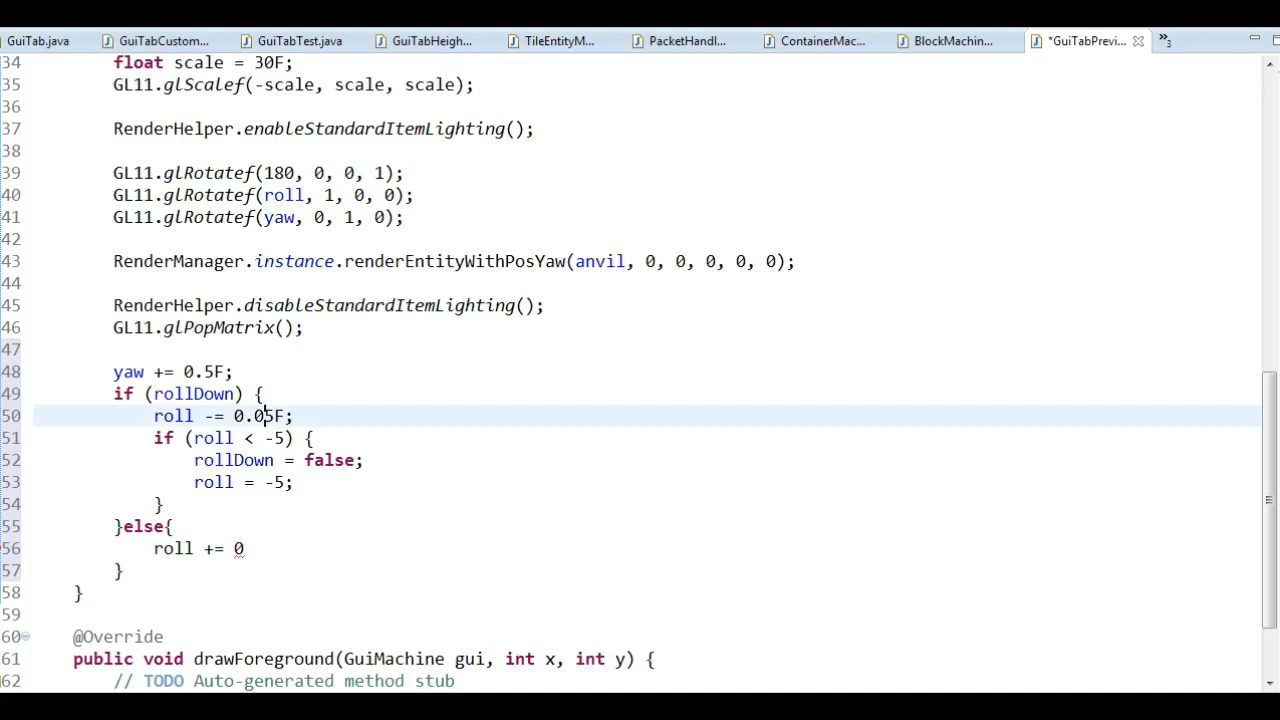 GuiTab.java GuiTabCustom... GuiTabTest.java GuiTabHeigh... TileEntityM... PacketHandl... ContainerMac... BlockMachin... *GuiTabPrevi... »3
34 float scale = 30F;
35 GL11.glScalef(-scale, scale, scale);
36
37 RenderHelper.enableStandardItemLighting();
38
39 GL11.glRotatef(180, 0, 0, 1);
40 GL11.glRotatef(roll, 1, 0, 0);
41 GL11.glRotatef(yaw, 0, 1, 0);
42
43 RenderManager.instance.renderEntityWithPosYaw(anvil, 0, 0, 0, 0, 0);
44
45 RenderHelper.disableStandardItemLighting();
46 GL11.glPopMatrix();
47
48 yaw += 0.5F;
49 if (rollDown) {
50 roll -= 0.05F;
51 if (roll < -5) {
52 rollDown = false;
53 roll = -5;
54 }
55 }else{
56 roll += 0
57 }
58 }
59
60 @Override
61 public void drawForeground(GuiMachine gui, int x, int y) {
62 // TODO Auto-generated method stub